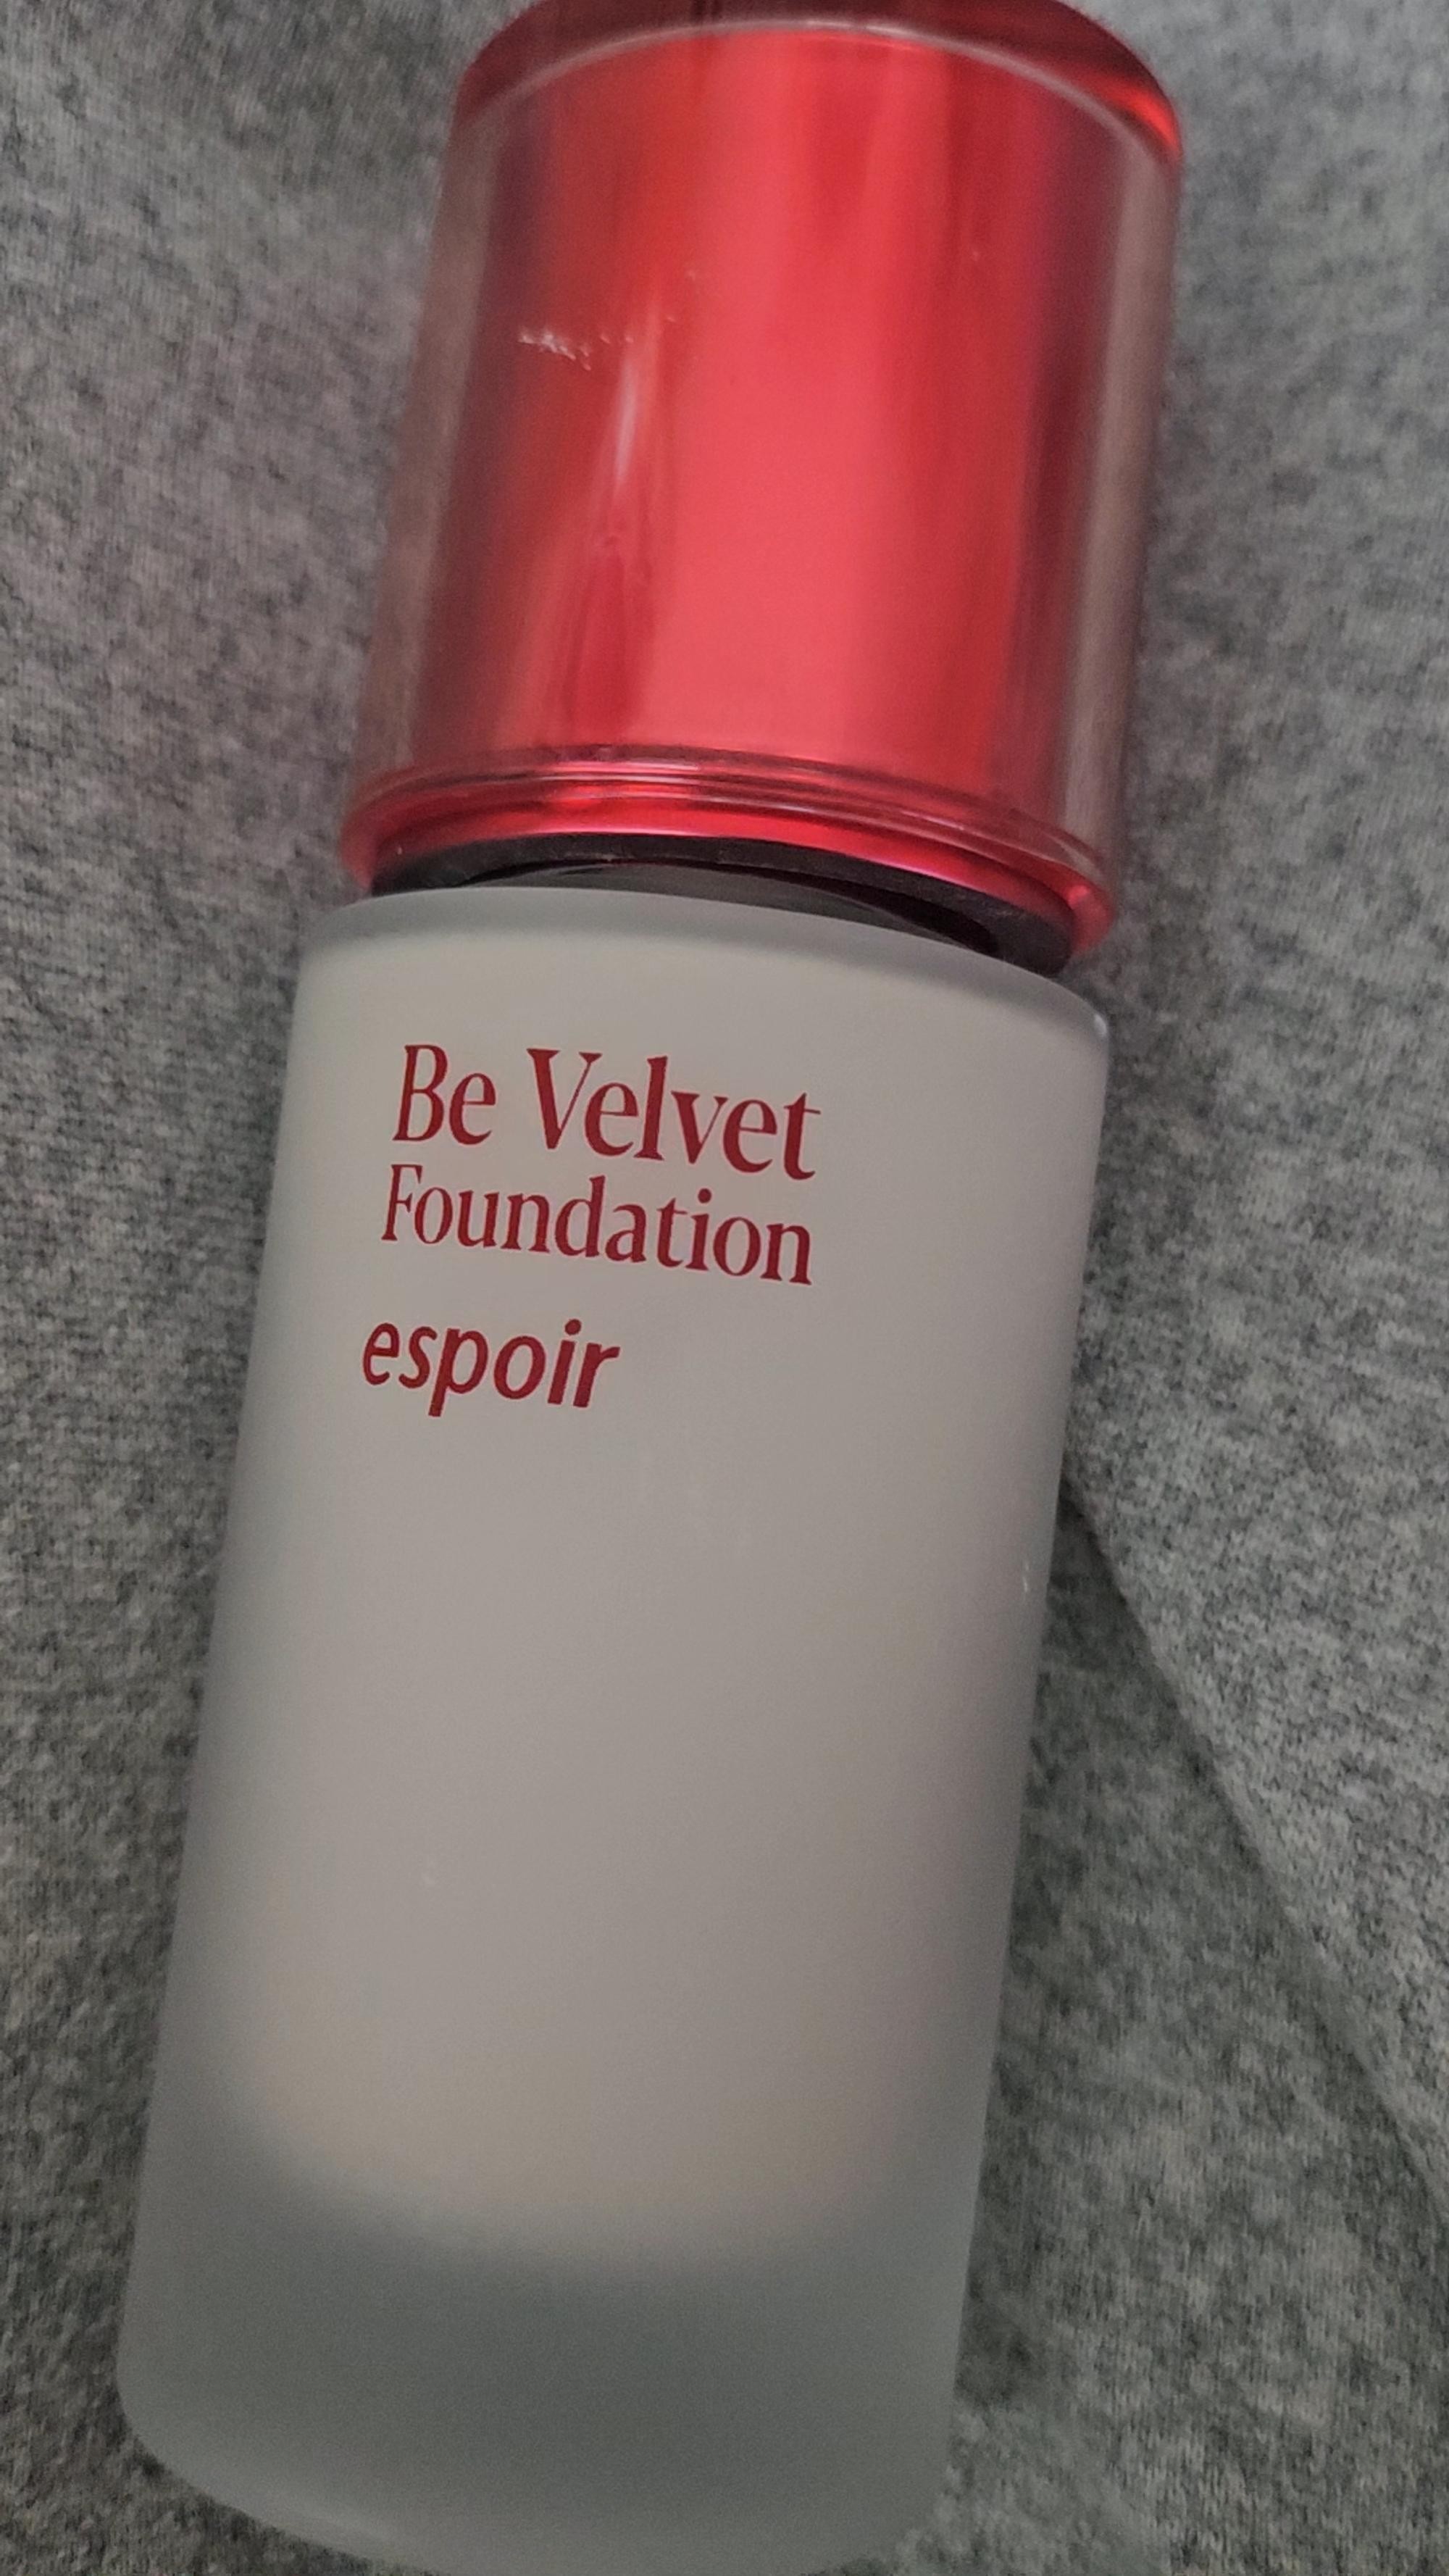 Be Velvet
Foundation
espoir